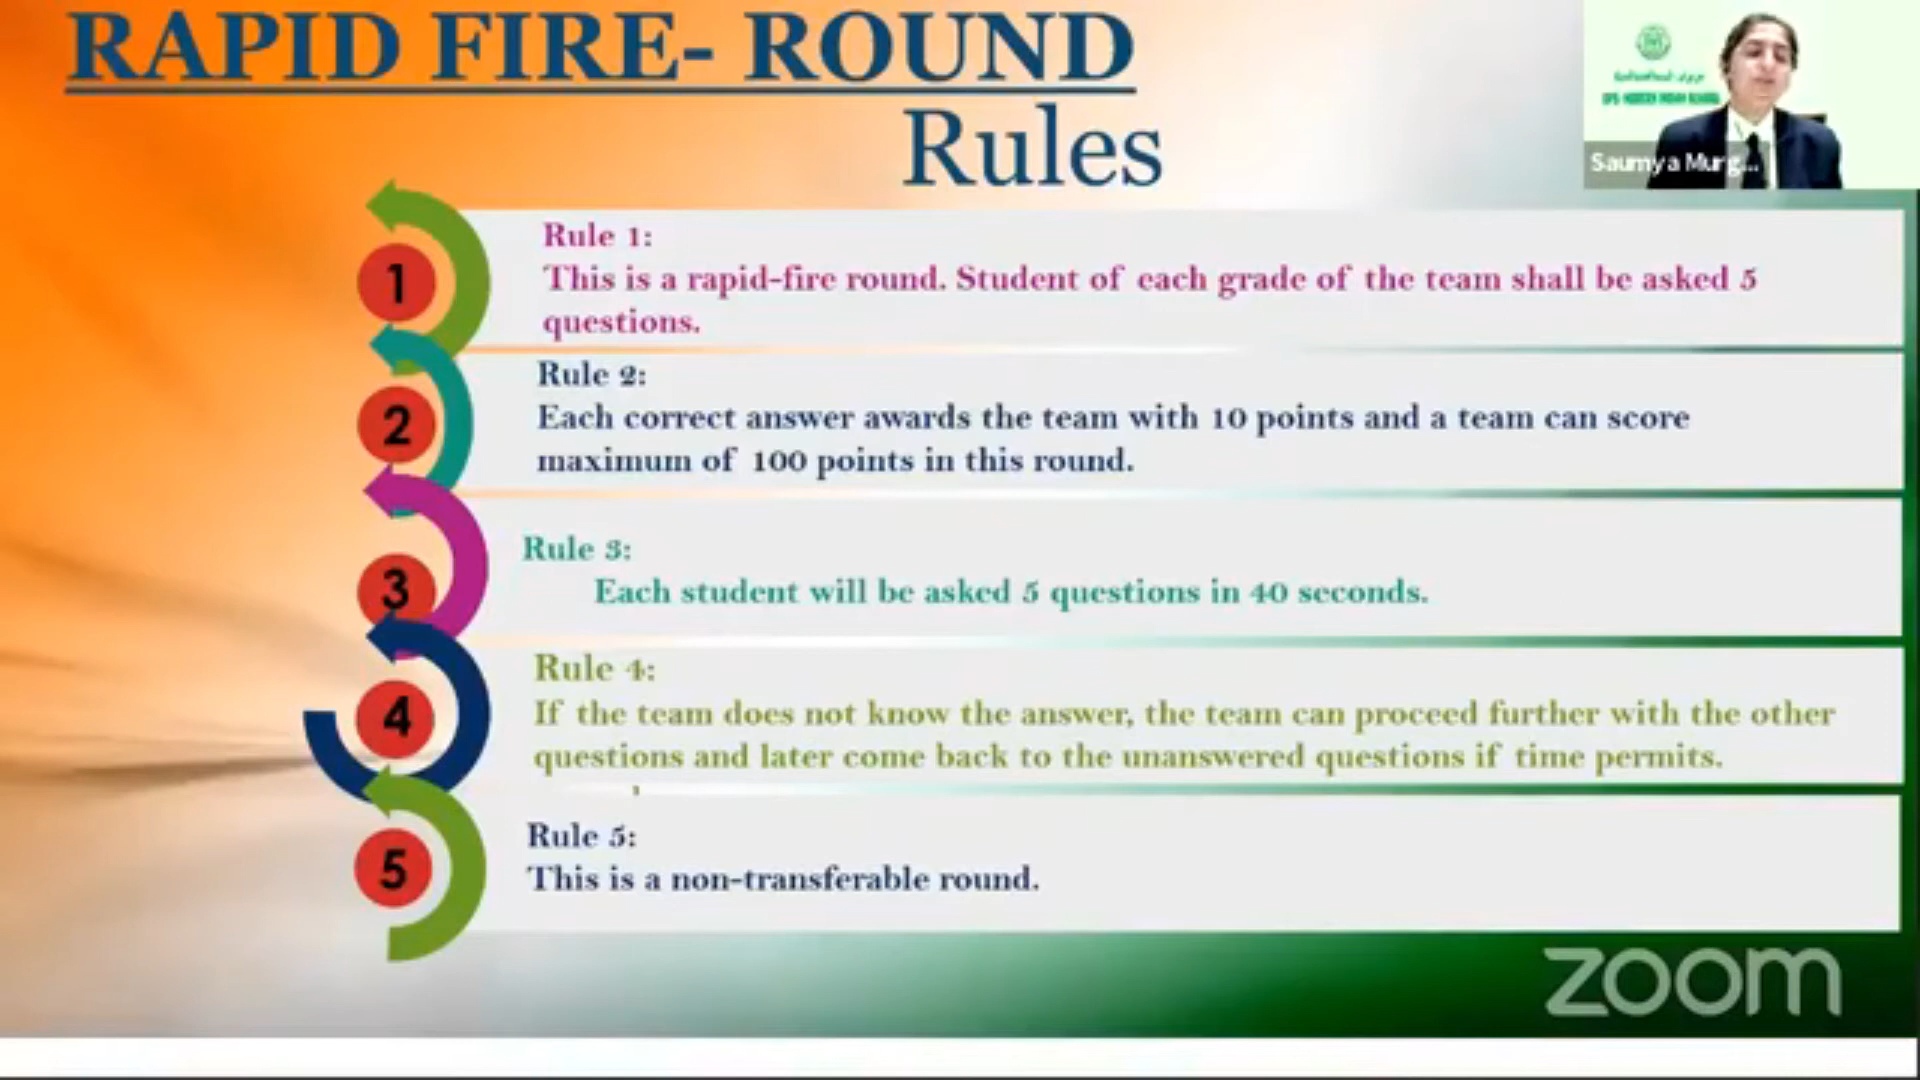 RAPID FIRE- ROUND
Rules
Saumya Murg...
1
Rule 1:
This is a rapid-fire round. Student of each grade of the team shall be asked 5
questions.
2
Rule 2:
Each correct answer awards the team with 10 points and a team can score
maximum of 100 points in this round.
3
Rule 3:
Each student will be asked 5 questions in 40 seconds.
4
Rule 4:
If the team does not know the answer, the team can proceed further with the other
questions and later come back to the unanswered questions if time permits.
5
Rule 5:
This is a non-transferable round.
zoom